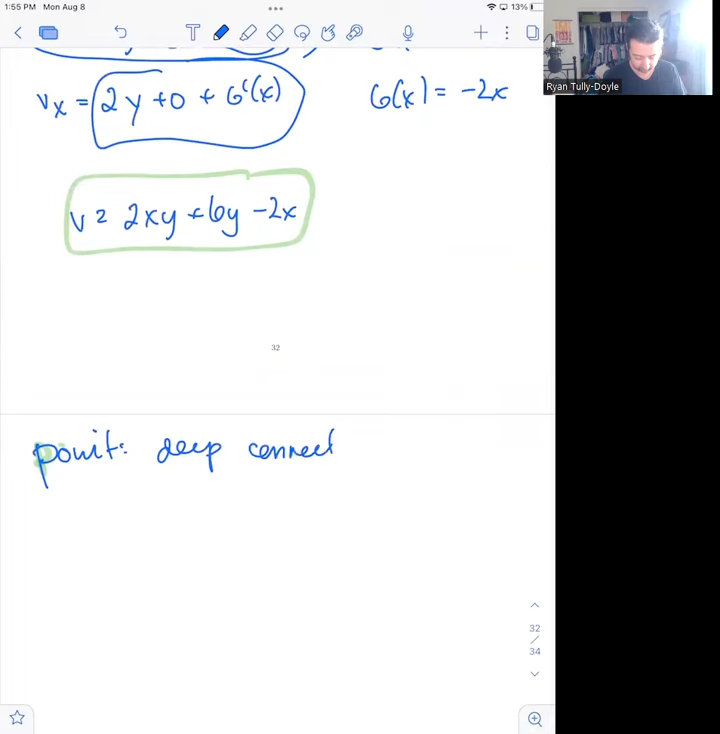 1:55 PM Mon Aug 8
13%
T
Ryan Tully-Doyle
v_x = 2y + 0 + G'(x)
G(x) = -2x
v = 2xy + 6y - 2x
32
point: deep connect
32
34